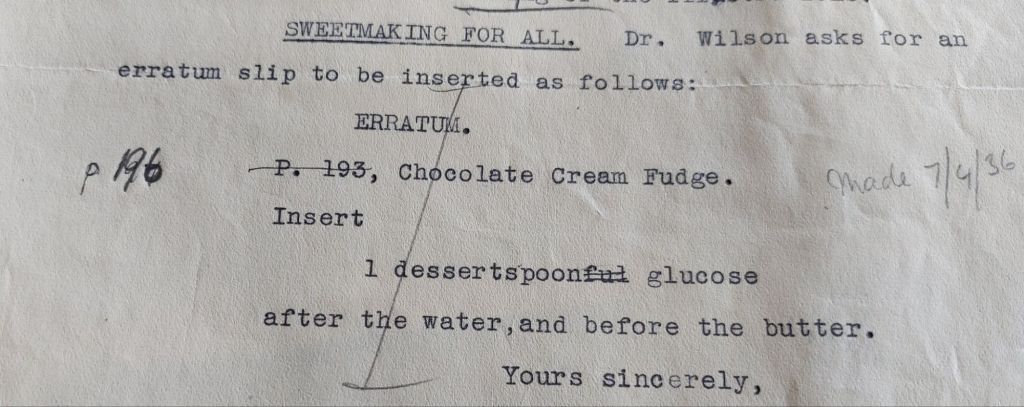 SWEETMAKING FOR ALL. Dr. Wilson asks for an
erratum slip to be inserted as follows:
ERRATUM.
p 196 P. 193, Chocolate Cream Fudge. Made 7/4/36
Insert
1 dessertspoonful glucose
after the water,and before the butter.
Yours sincerely,